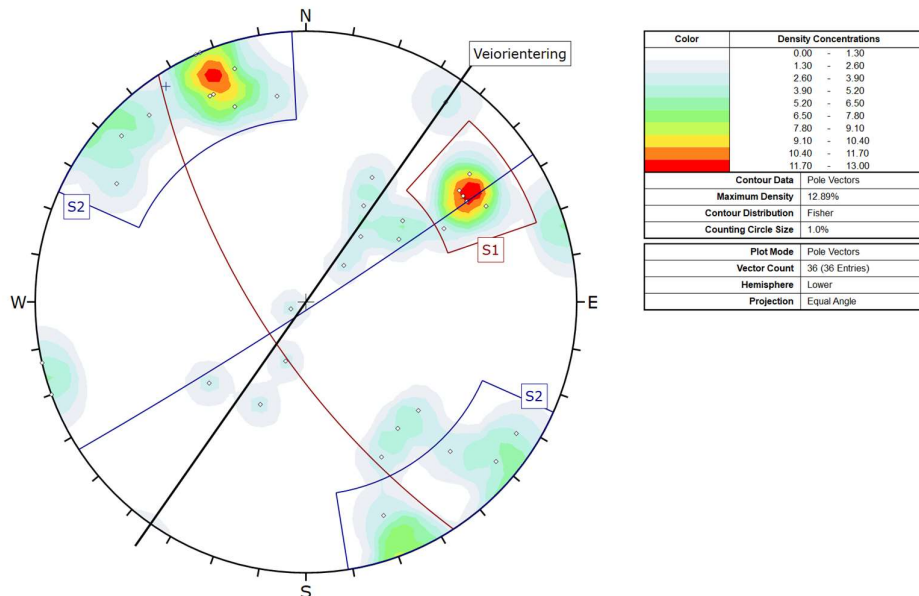 N
Veiorientering
S2
S1
W
E
S2
S
Color Density Concentrations
0.00 - 1.30
1.30 - 2.60
2.60 - 3.90
3.90 - 5.20
5.20 - 6.50
6.50 - 7.80
7.80 - 9.10
9.10 - 10.40
10.40 - 11.70
11.70 - 13.00
Contour Data Pole Vectors
Maximum Density 12.89%
Contour Distribution Fisher
Counting Circle Size 1.0%
Plot Mode Pole Vectors
Vector Count 36 (36 Entries)
Hemisphere Lower
Projection Equal Angle